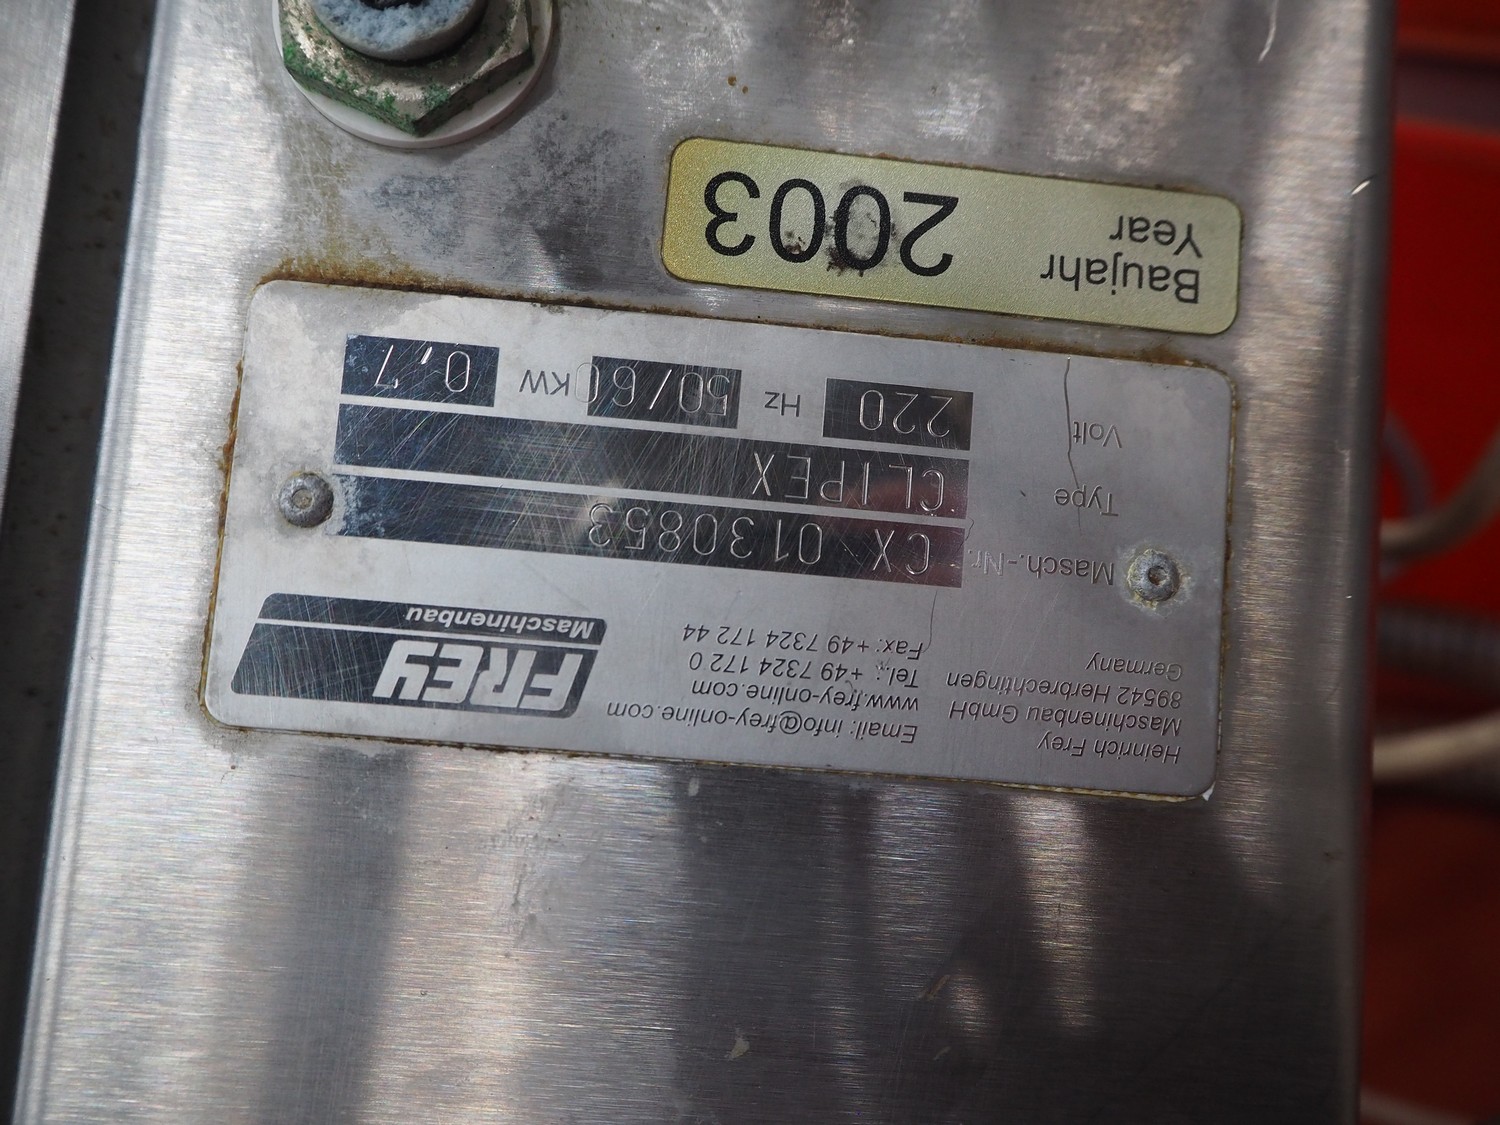 Heinrich Frey
Maschinenbau GmbH
89542 Herbrechtingen
Germany
Email: info@frey-online.com
www.frey-online.com
Tel.: +49 7324 172 0
Fax: +49 7324 172 44
FREY
Maschinenbau
Masch.-Nr. CX 0130853
Type CLIPEX
Volt 220 Hz 50/60 KW 0,7
Baujahr
Year
2003